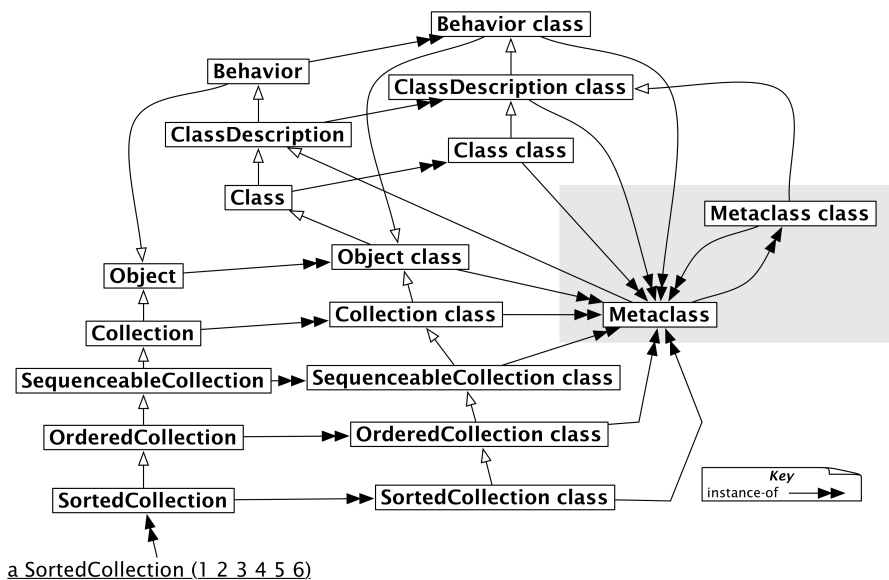 Behavior class
Behavior
ClassDescription class
ClassDescription
Class class
Class
Metaclass class
Object class
Object
Collection class
Metaclass
Collection
SequenceableCollection class
SequenceableCollection
OrderedCollection class
OrderedCollection
Key
instance-of
SortedCollection class
SortedCollection
a SortedCollection (1 2 3 4 5 6)